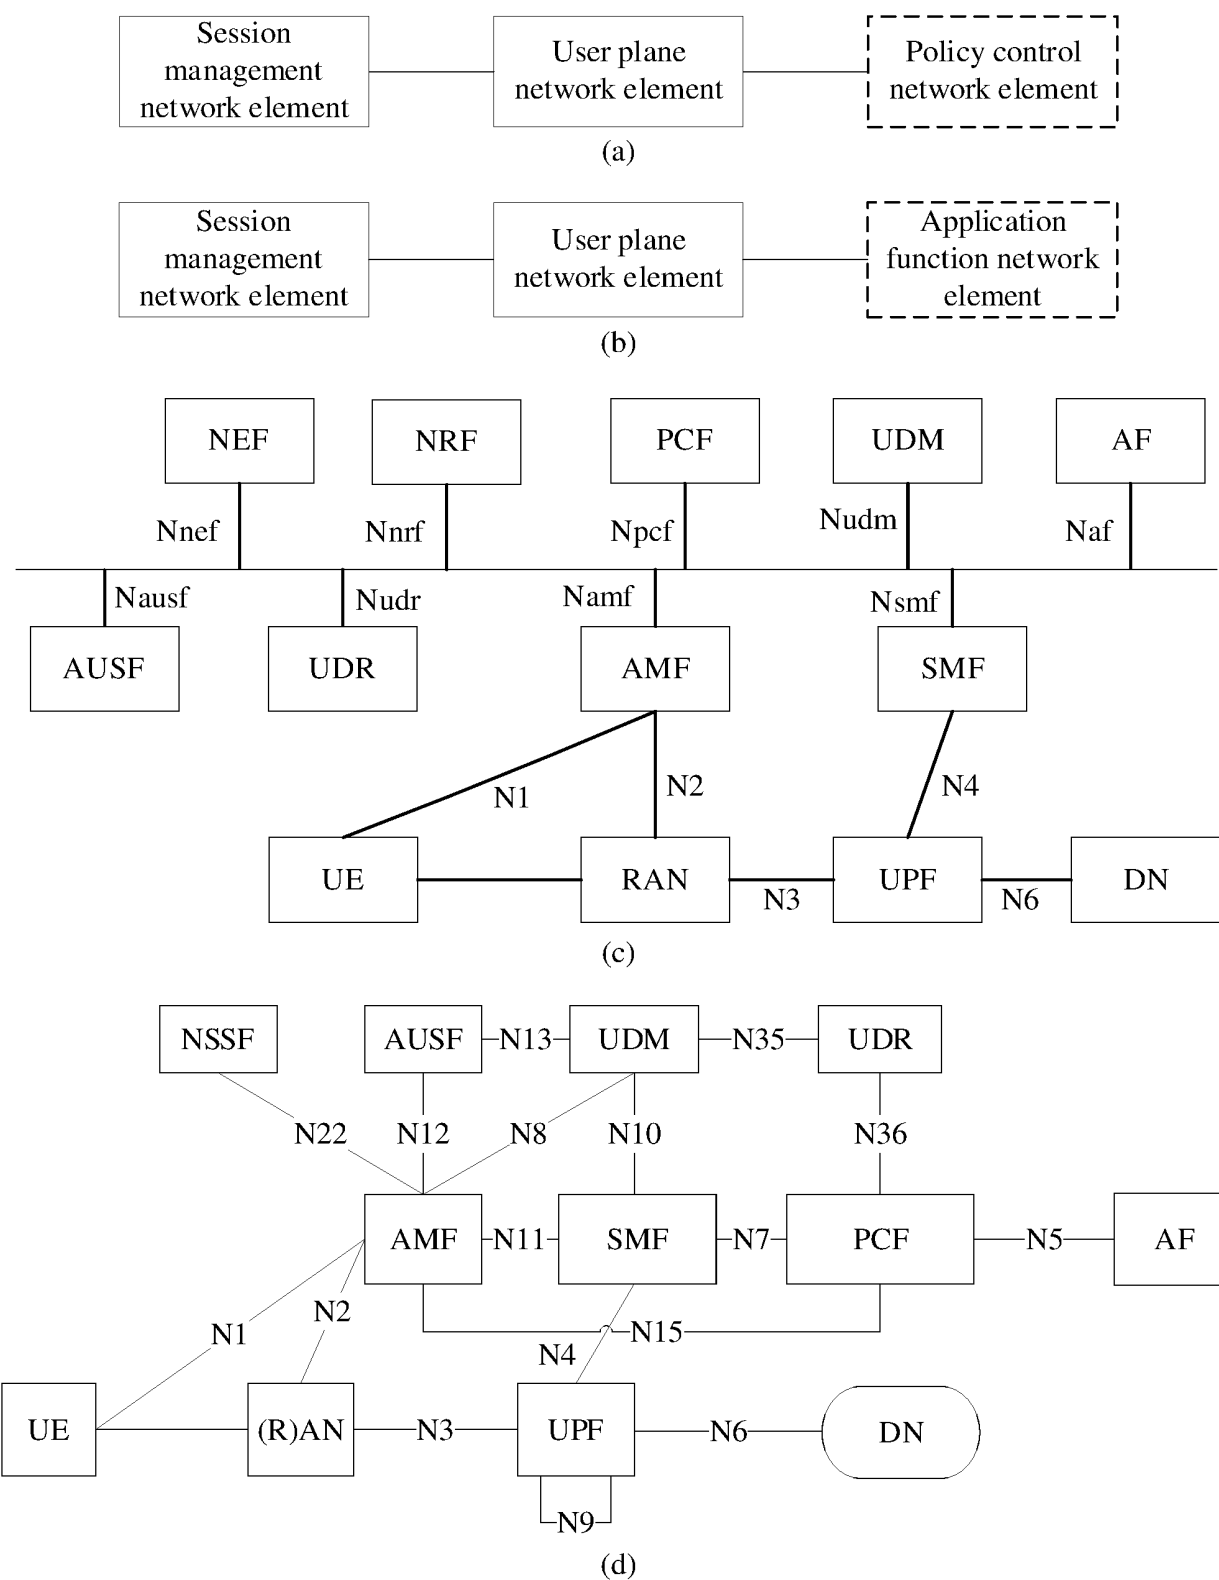 Session
management
network element
User plane
network element
Policy control
network element
(a)
Session
management
network element
User plane
network element
Application
function network
element
(b)
NEF
NRF
PCF
UDM
AF
Nnef
Nnrf
Npcf
Nudm
Naf
Nausf
Nudr
Namf
Nsmf
AUSF
UDR
AMF
SMF
N1
N2
N4
UE
RAN
N3
UPF
N6
DN
(c)
NSSF
AUSF
N13
UDM
N35
UDR
N22
N12
N8
N10
N36
AMF
N11
SMF
N7
PCF
N5
AF
N1
N2
N4
N15
UE
(R)AN
N3
UPF
N6
DN
N9
(d)